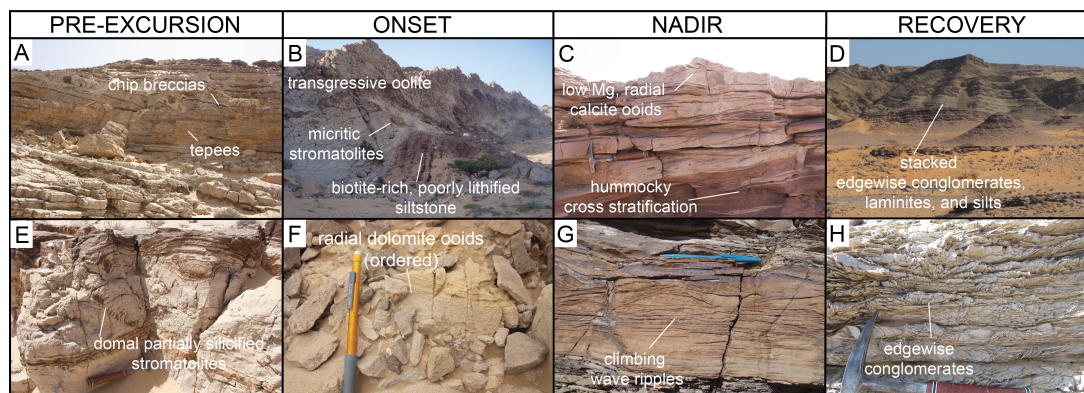 PRE-EXCURSION
ONSET
NADIR
RECOVERY
A
chip breccias
tepees
B
transgressive oolite
micritic
stromatolites
biotite-rich, poorly lithified
siltstone
C
low-Mg, radial
calcite ooids
hummocky
cross stratification
D
stacked
edgewise conglomerates,
laminites, and silts
E
domal partially silicified
stromatolites
F
radial dolomite ooids
(ordered)
G
climbing
wave ripples
H
edgewise
conglomerates